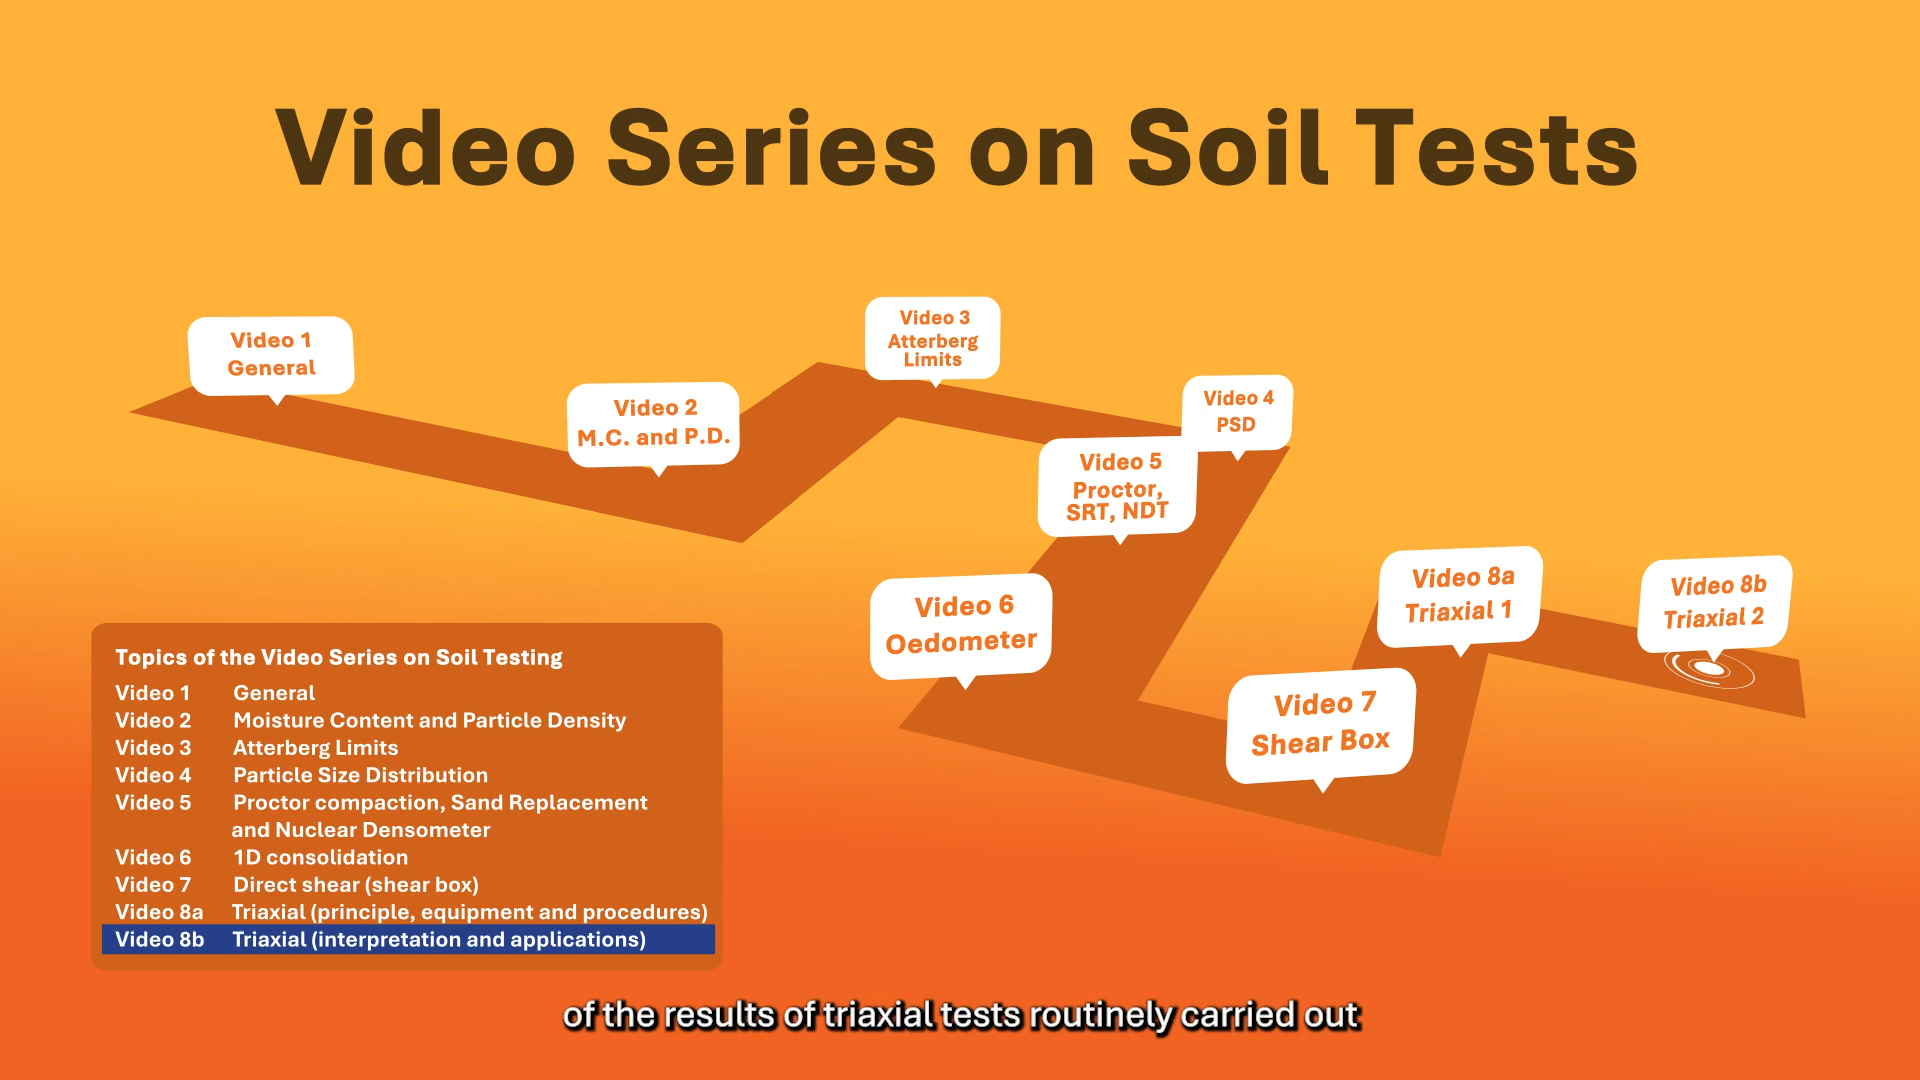 Video Series on Soil Tests
Video 1
General
Video 2
M.C. and P.D.
Video 3
Atterberg
Limits
Video 4
PSD
Video 5
Proctor,
SRT, NDT
Video 6
Oedometer
Video 7
Shear Box
Video 8a
Triaxial 1
Video 8b
Triaxial 2
Topics of the Video Series on Soil Testing
Video 1 General
Video 2 Moisture Content and Particle Density
Video 3 Atterberg Limits
Video 4 Particle Size Distribution
Video 5 Proctor compaction, Sand Replacement
and Nuclear Densometer
Video 6 1D consolidation
Video 7 Direct shear (shear box)
Video 8a Triaxial (principle, equipment and procedures)
Video 8b Triaxial (interpretation and applications)
of the results of triaxial tests routinely carried out